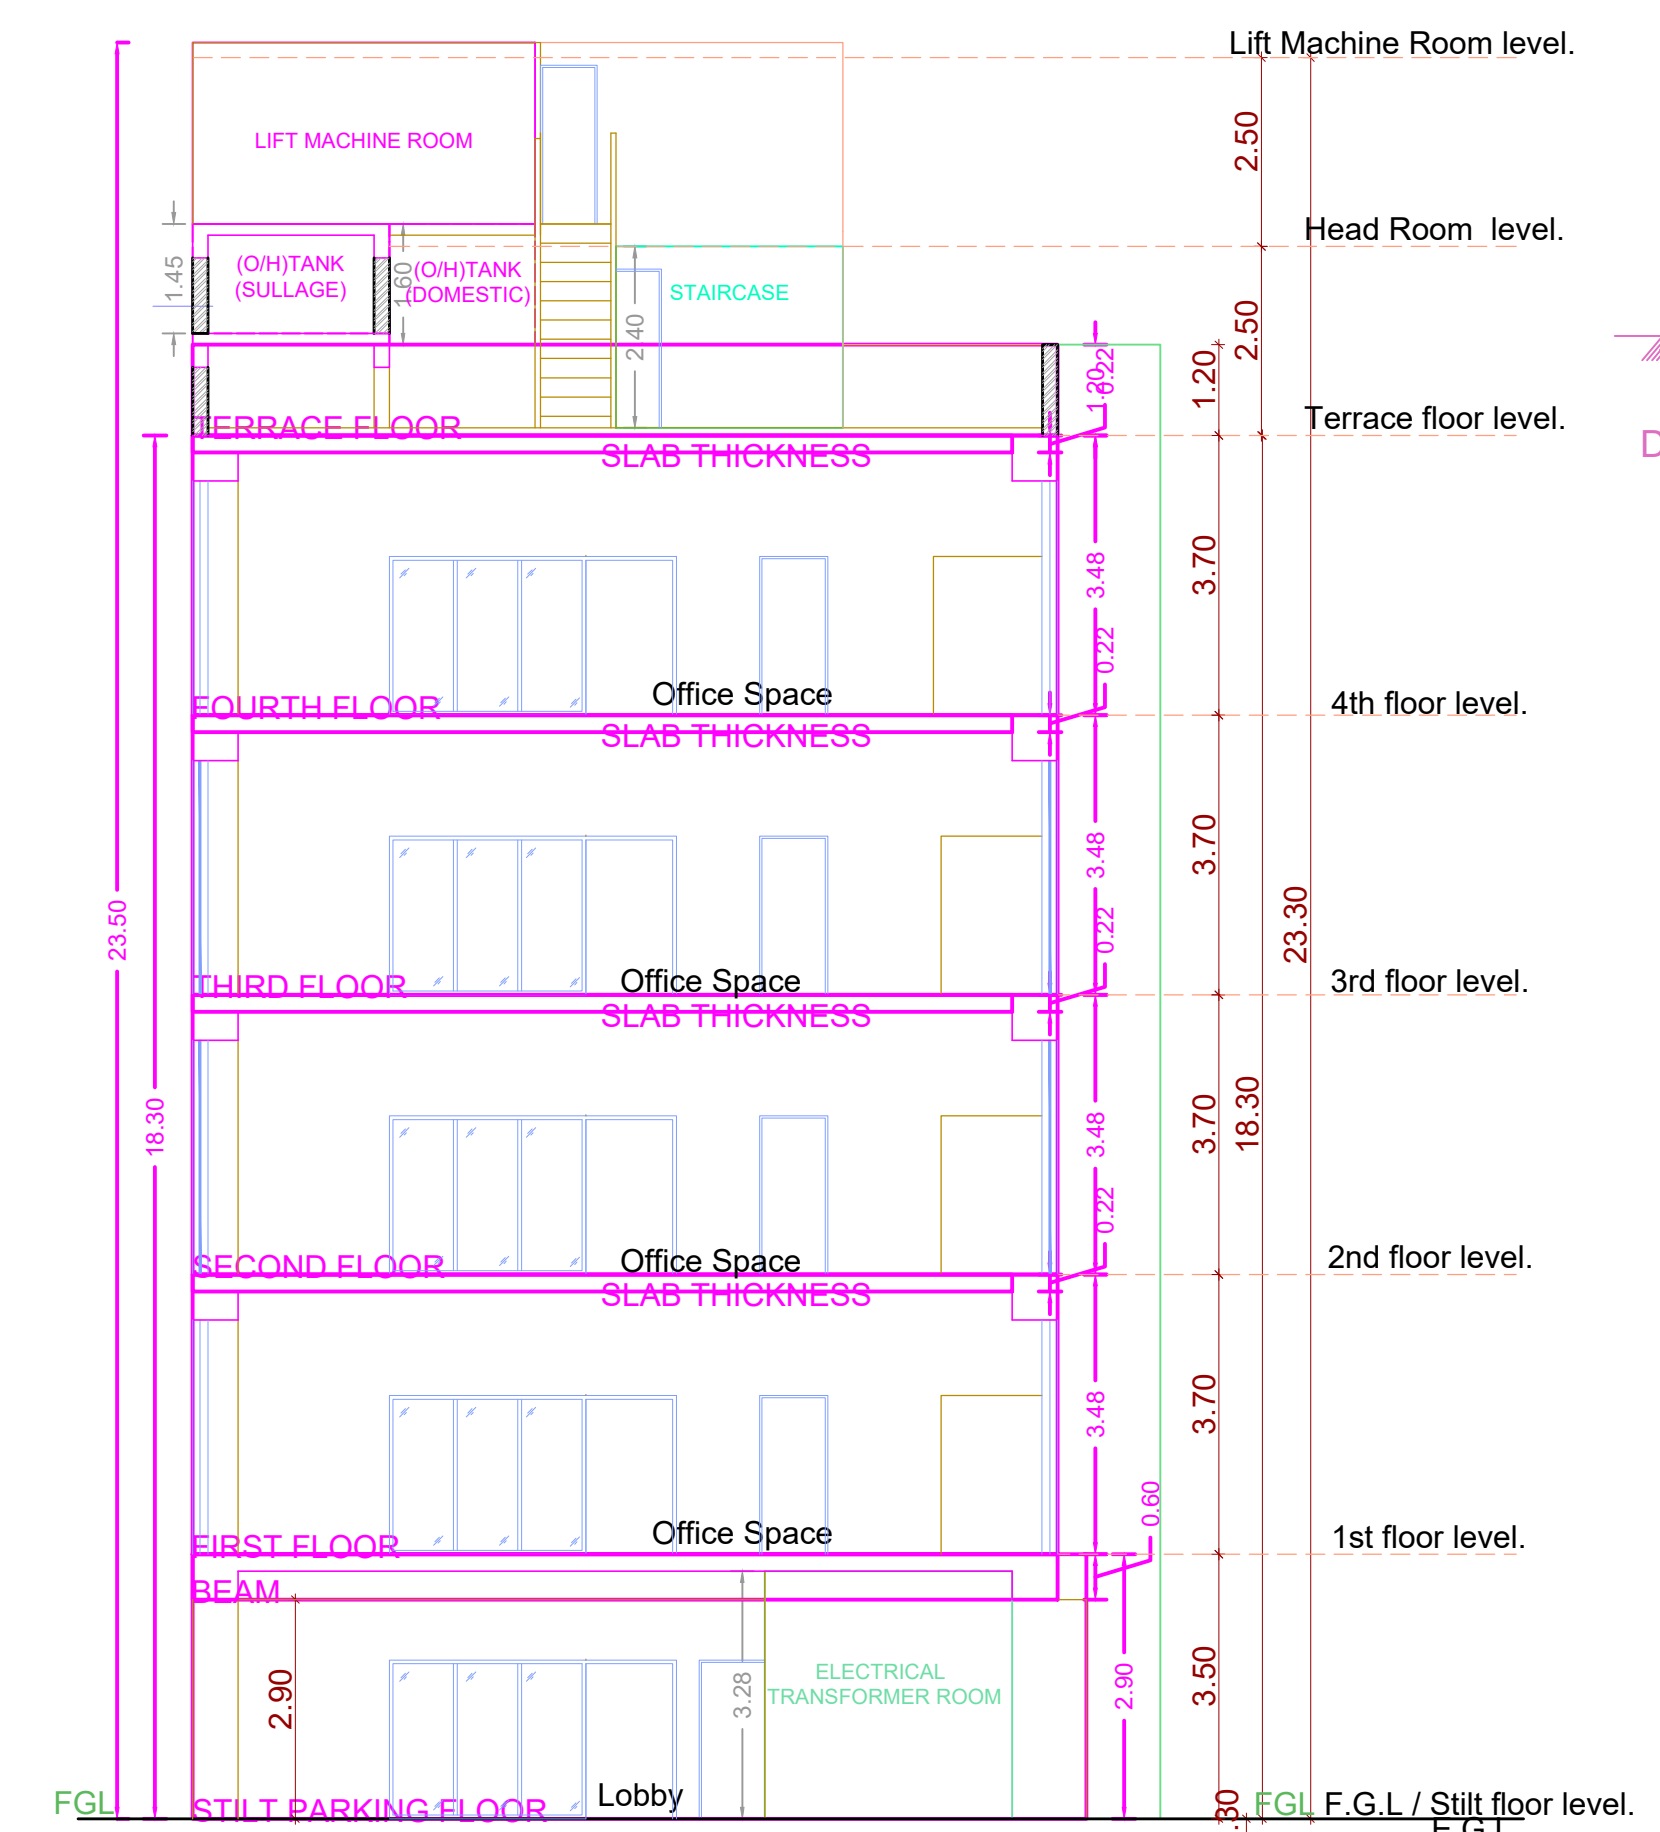 Lift Machine Room level.
LIFT MACHINE ROOM
2.50
Head Room level.
1.45
(O/H)TANK
(SULLAGE)
1.60
(O/H)TANK
(DOMESTIC)
STAIRCASE
2.40
2.50
1.20
0.22
1.20
Terrace floor level.
TERRACE FLOOR
SLAB THICKNESS
D
3.48
3.70
0.22
Office Space
FOURTH FLOOR
4th floor level.
SLAB THICKNESS
3.48
3.70
23.50
0.22
23.30
THIRD FLOOR
Office Space
3rd floor level.
SLAB THICKNESS
18.30
3.48
3.70
18.30
0.22
SECOND FLOOR
Office Space
2nd floor level.
SLAB THICKNESS
3.48
3.70
0.60
FIRST FLOOR
Office Space
1st floor level.
BEAM
2.90
3.28
ELECTRICAL
TRANSFORMER ROOM
2.90
3.50
FGL
STILT PARKING FLOOR
Lobby
.30
FGL
F.G.L / Stilt floor level.